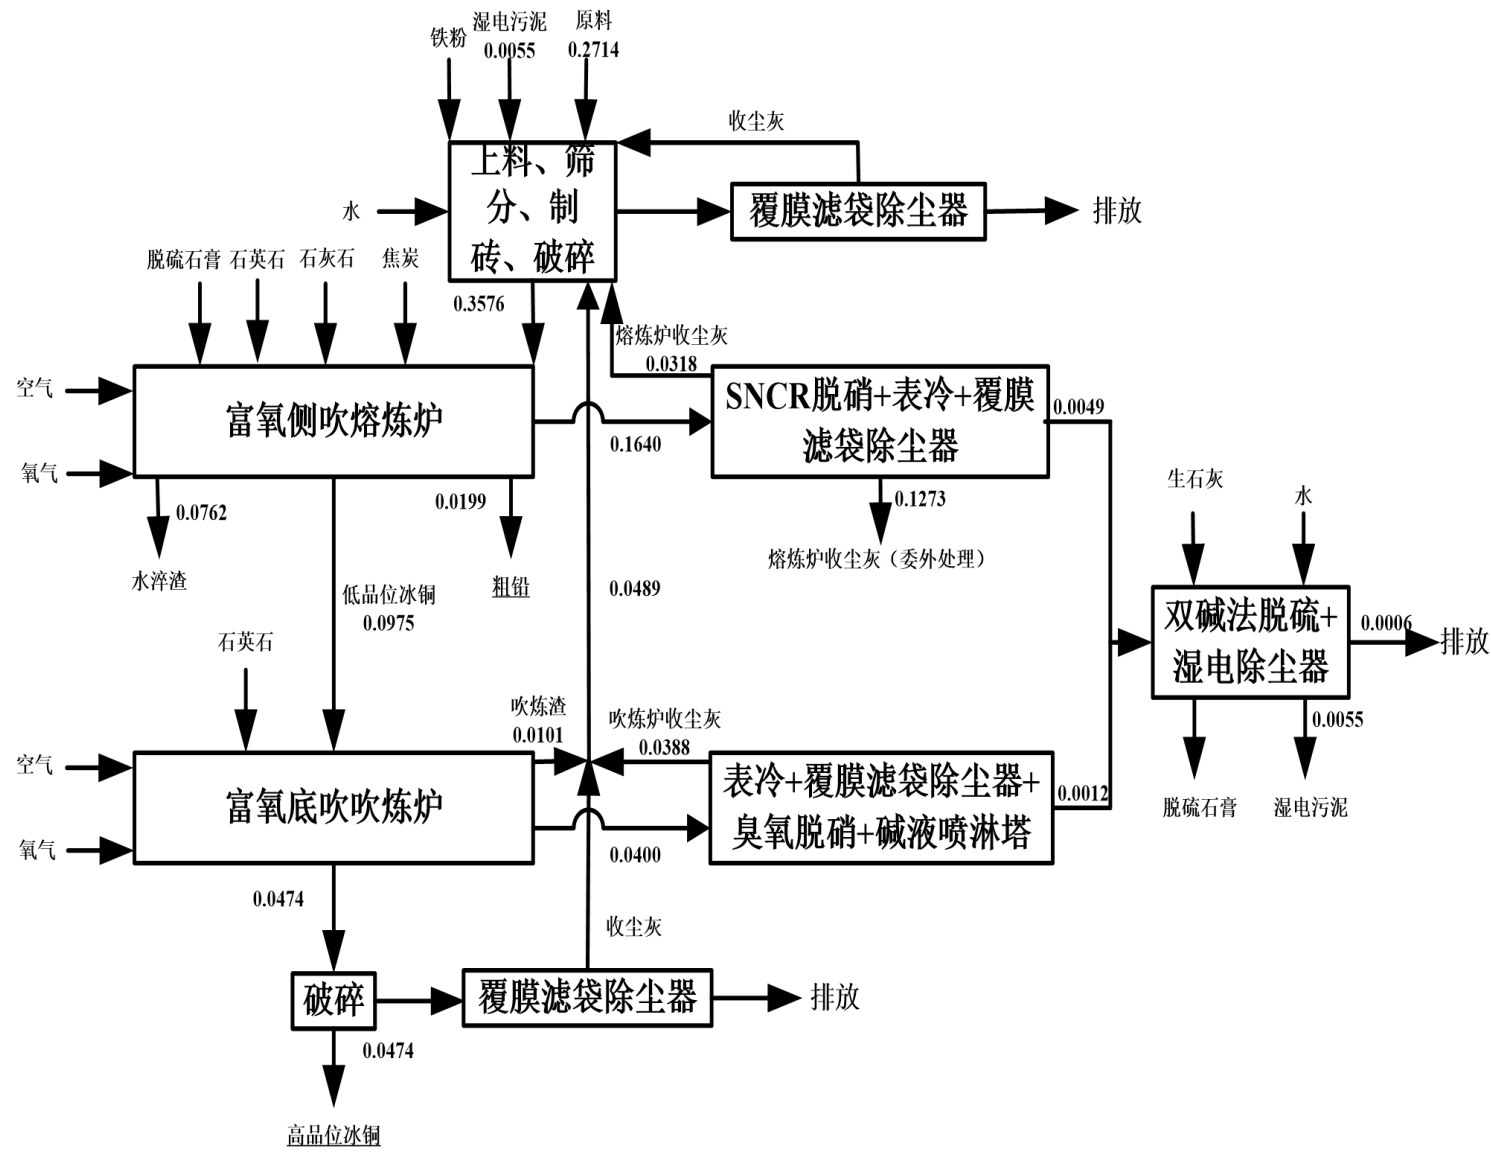 铁粉
湿电污泥
0.0055
原料
0.2714
收尘灰
上料、筛
分、制
砖、破碎
水
覆膜滤袋除尘器
排放
脱硫石膏
石英石
石灰石
焦炭
0.3576
熔炼炉收尘灰
0.0318
空气
富氧侧吹熔炼炉
氧气
0.1640
SNCR脱硝+表冷+覆膜
滤袋除尘器
0.0049
0.0762
水淬渣
0.0199
粗铅
0.1273
熔炼炉收尘灰（委外处理）
生石灰
水
低品位冰铜
0.0975
0.0489
双碱法脱硫+
湿电除尘器
0.0006
排放
石英石
吹炼渣
0.0101
吹炼炉收尘灰
0.0388
0.0055
脱硫石膏
湿电污泥
空气
富氧底吹吹炼炉
氧气
0.0400
表冷+覆膜滤袋除尘器+
臭氧脱硝+碱液喷淋塔
0.0012
0.0474
收尘灰
破碎
覆膜滤袋除尘器
排放
0.0474
高品位冰铜